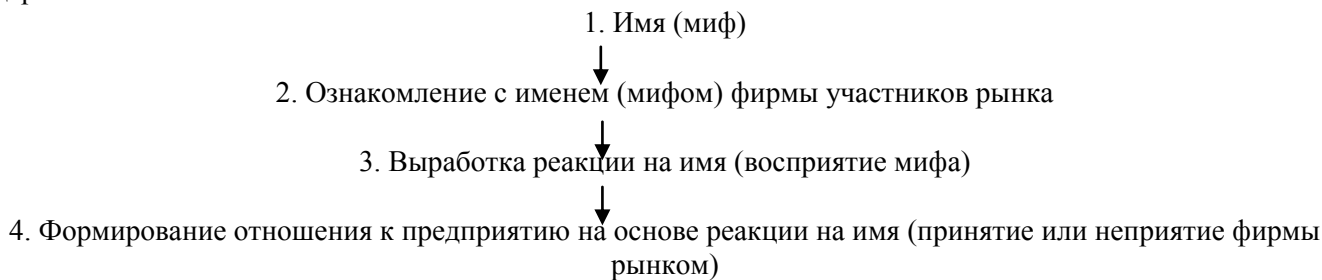 1. Имя (миф)
2. Ознакомление с именем (мифом) фирмы участников рынка
3. Выработка реакции на имя (восприятие мифа)
4. Формирование отношения к предприятию на основе реакции на имя (принятие или неприятие фирмы
рынком)